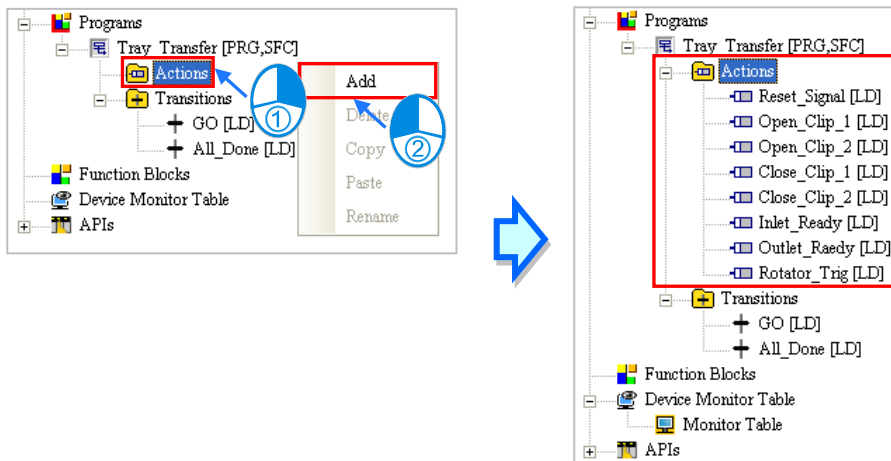 Programs
Tray_Transfer [PRG,SFC]
Actions
Transitions
GO [LD]
All_Done [LD]
Function Blocks
Device Monitor Table
APIs
Add
Delete
Copy
Paste
Rename
①
②
Programs
Tray_Transfer [PRG,SFC]
Actions
Reset_Signal [LD]
Open_Clip_1 [LD]
Open_Clip_2 [LD]
Close_Clip_1 [LD]
Close_Clip_2 [LD]
Inlet_Ready [LD]
Outlet_Raedy [LD]
Rotator_Trig [LD]
Transitions
GO [LD]
All_Done [LD]
Function Blocks
Device Monitor Table
Monitor Table
APIs